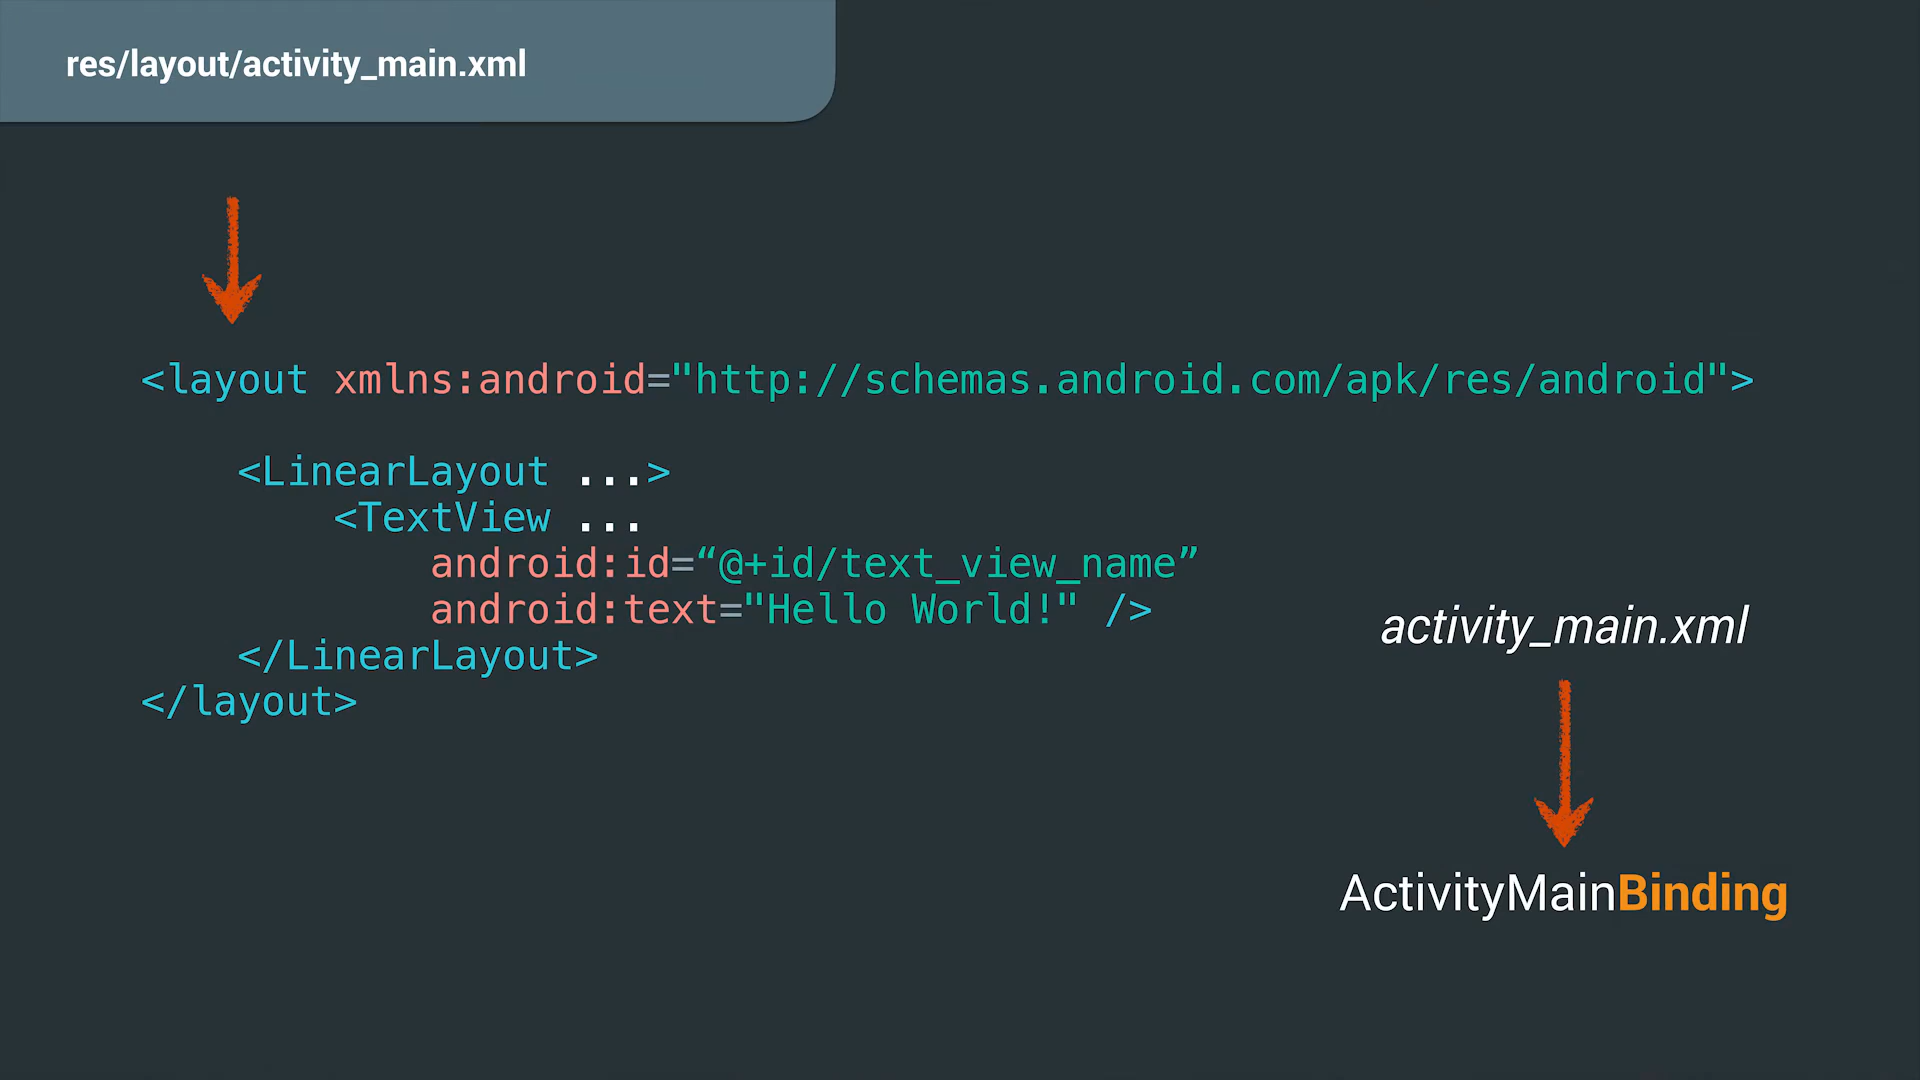 res/layout/activity_main.xml
<layout xmlns:android="http://schemas.android.com/apk/res/android">
<LinearLayout ...>
<TextView ...
android:id=“@+id/text_view_name”
android:text="Hello World!" />
</LinearLayout>
</layout>
activity_main.xml
ActivityMainBinding